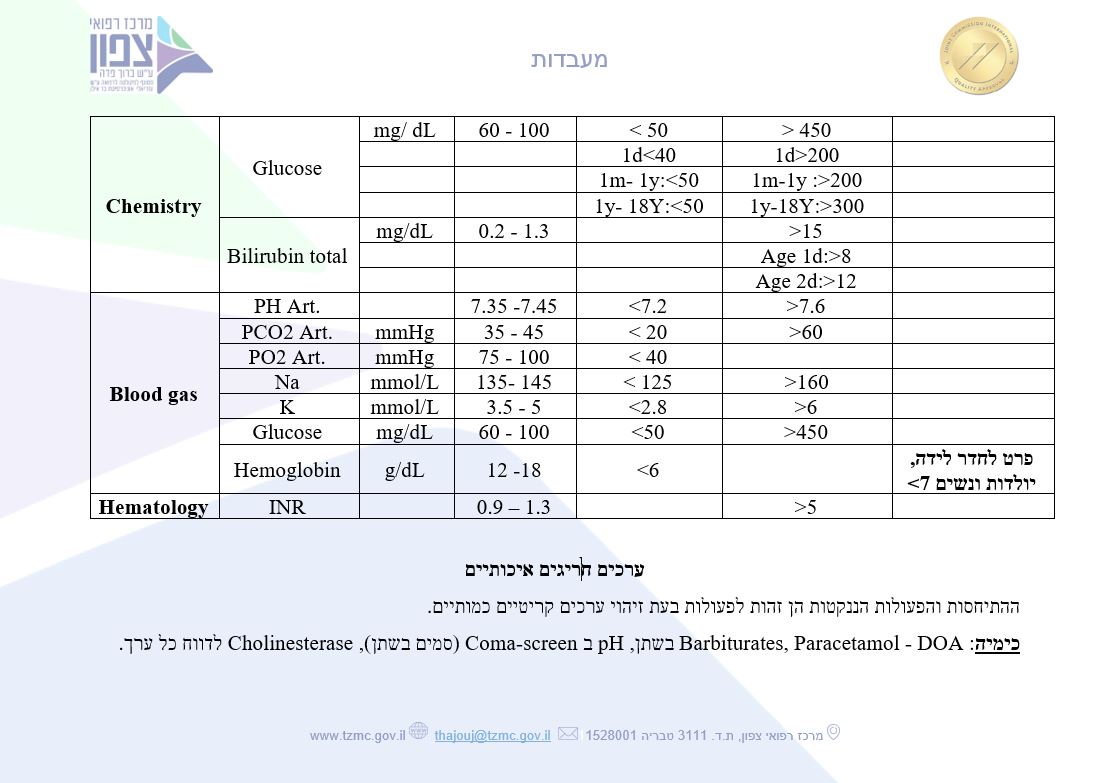 מרכז רפואי
צפון
ע״ש ברוך פדה
מעבדות
JOINT COMMISSION INTERNATIONAL
QUALITY APPROVAL
Chemistry Glucose mg/ dL 60 - 100 < 50 > 450
1d<40 1d>200
1m- 1y:<50 1m-1y :>200
1y- 18Y:<50 1y-18Y:>300
Bilirubin total mg/dL 0.2 - 1.3 >15
Age 1d:>8
Age 2d:>12
Blood gas PH Art. 7.35 -7.45 <7.2 >7.6
PCO2 Art. mmHg 35 - 45 < 20 >60
PO2 Art. mmHg 75 - 100 < 40
Na mmol/L 135- 145 < 125 >160
K mmol/L 3.5 - 5 <2.8 >6
Glucose mg/dL 60 - 100 <50 >450
Hemoglobin g/dL 12 -18 <6 פרט לחדר לידה,
יולדות ונשים 7>
Hematology INR 0.9 – 1.3 >5
ערכים חריגים איכותיים
ההתיחסות והפעולות הננקטות הן זהות לפעולות בעת זיהוי ערכים קריטיים כמותיים.
כימיה: Barbiturates, Paracetamol - DOA בשתן, pH ב Coma-screen (סמים בשתן), Cholinesterase לדווח כל ערך.
מרכז רפואי צפון, ת.ד. 3111 טבריה 1528001 thajouj@tzmc.gov.il www.tzmc.gov.il